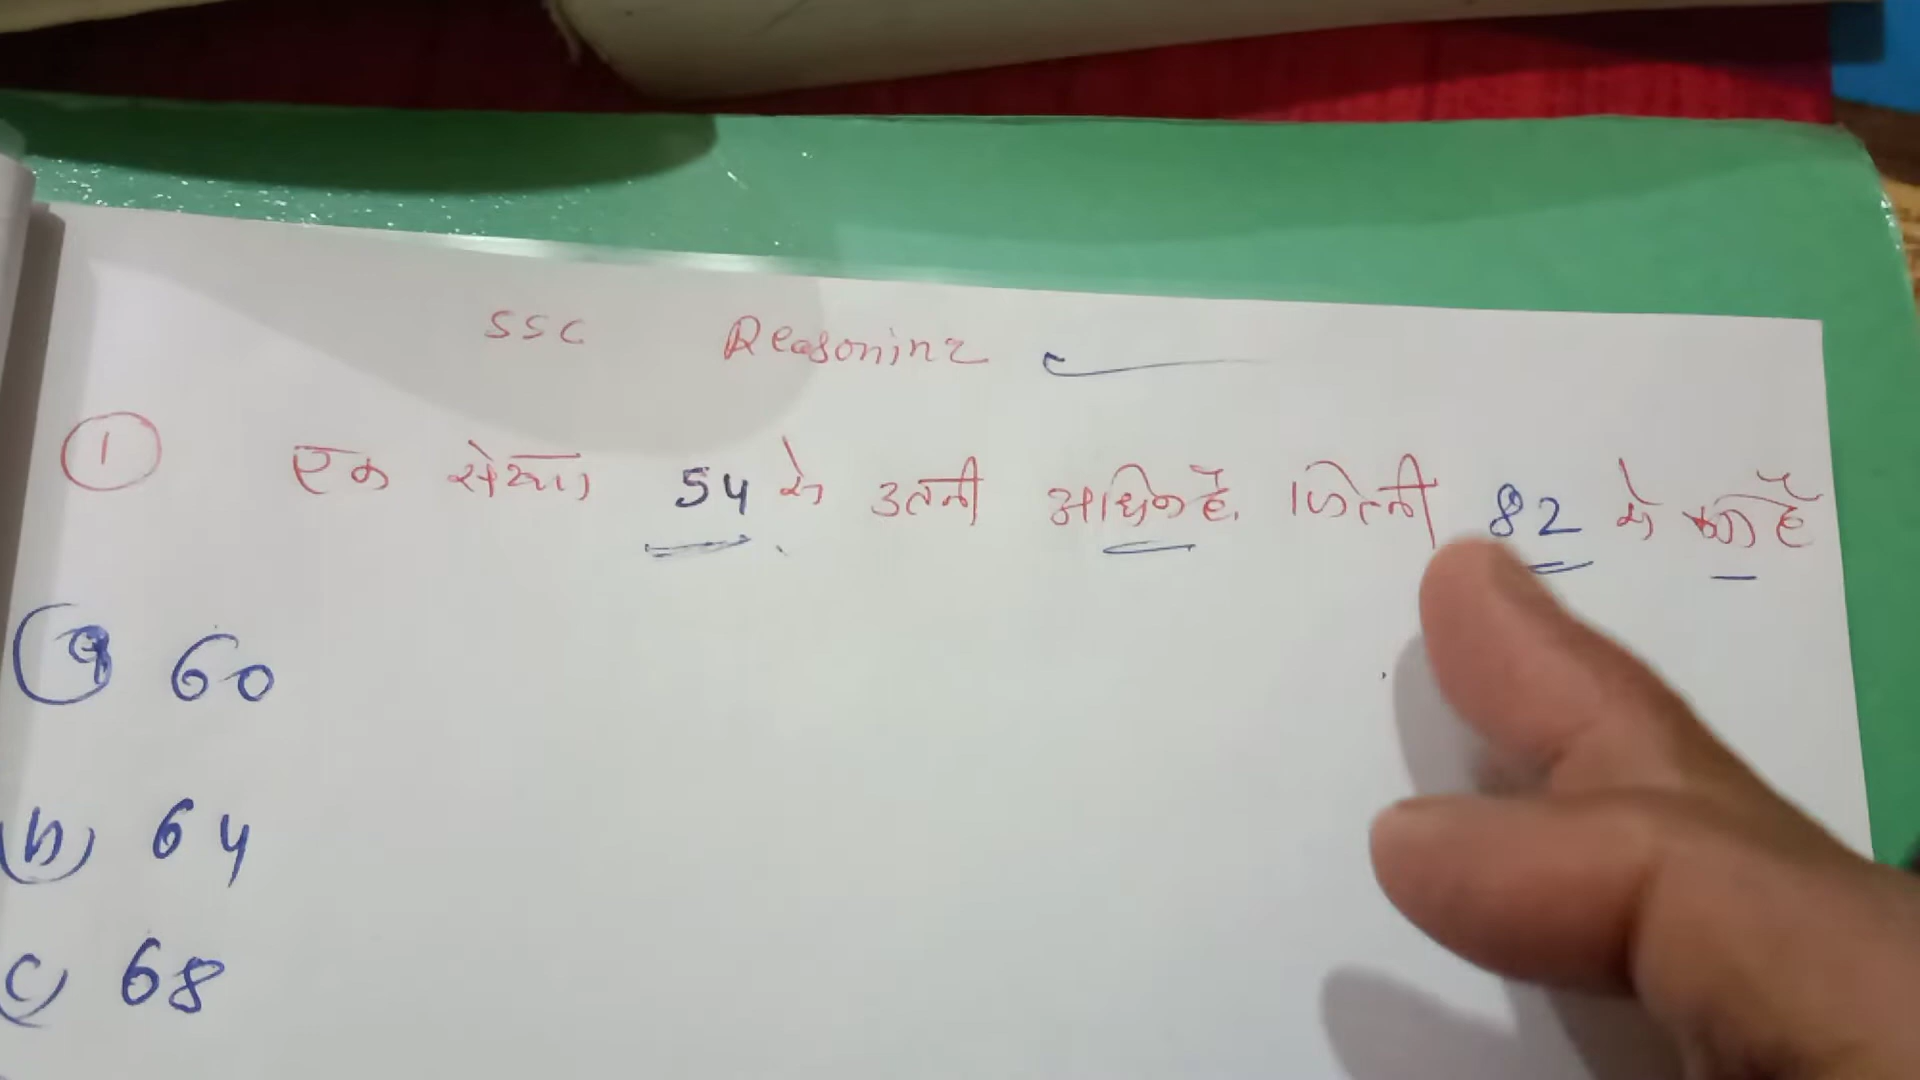 SSC Reasoning
1 एक संख्या 54 से उतनी अधिक है जितनी 82 से कम है
a 60
b) 64
c) 68